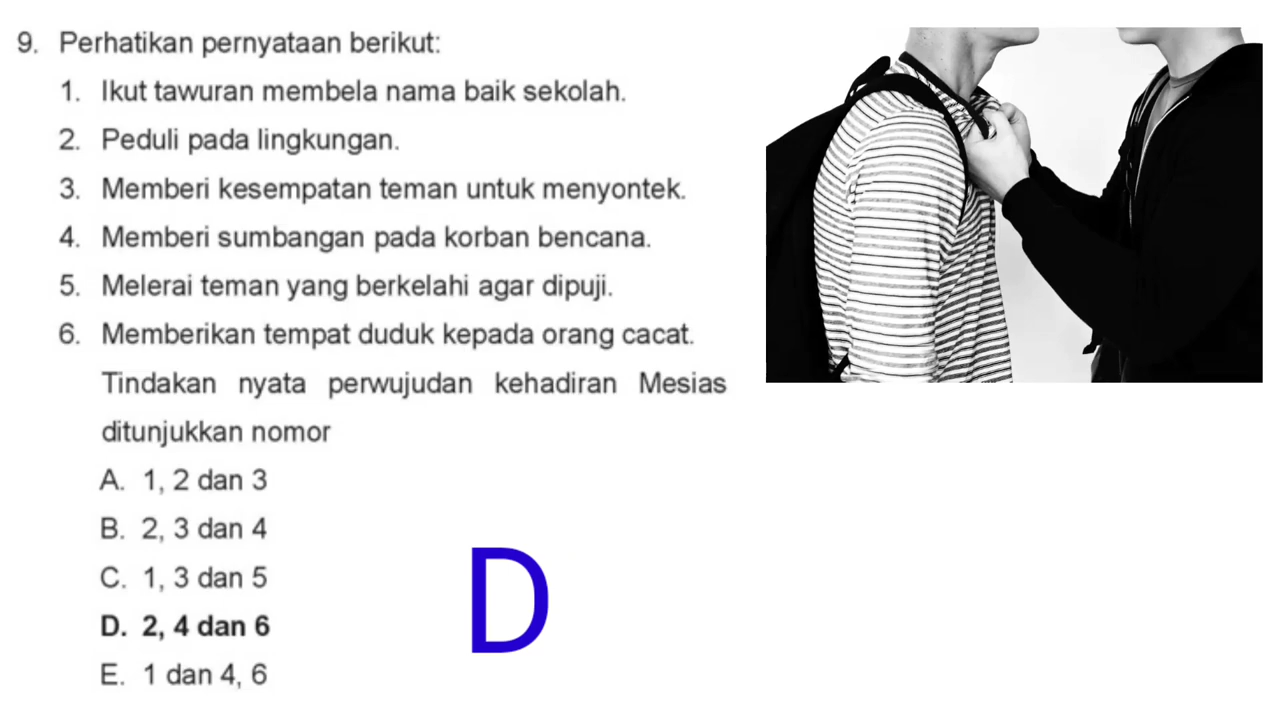 9. Perhatikan pernyataan berikut:
1. Ikut tawuran membela nama baik sekolah.
2. Peduli pada lingkungan.
3. Memberi kesempatan teman untuk menyontek.
4. Memberi sumbangan pada korban bencana.
5. Melerai teman yang berkelahi agar dipuji.
6. Memberikan tempat duduk kepada orang cacat.
Tindakan nyata perwujudan kehadiran Mesias
ditunjukkan nomor
A. 1, 2 dan 3
B. 2, 3 dan 4
C. 1, 3 dan 5
D. 2, 4 dan 6
E. 1 dan 4, 6
D